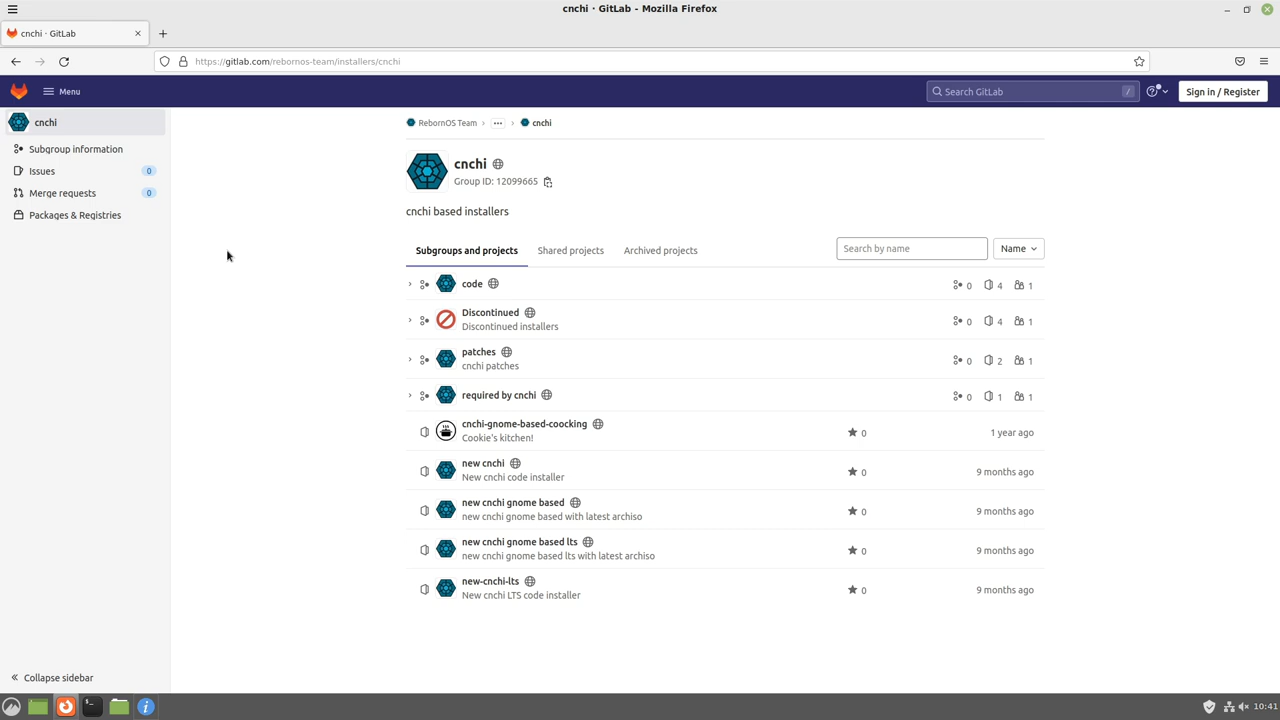 cnchi · GitLab - Mozilla Firefox
cnchi · GitLab
https://gitlab.com/rebornos-team/installers/cnchi
Menu
Search GitLab
/
Sign in / Register
cnchi
Subgroup information
Issues 0
Merge requests 0
Packages & Registries
Collapse sidebar
RebornOS Team › ··· › cnchi
cnchi
Group ID: 12099665
cnchi based installers
Subgroups and projects
Shared projects
Archived projects
Search by name
Name
code
0 4 1
Discontinued
Discontinued installers
0 4 1
patches
cnchi patches
0 2 1
required by cnchi
0 1 1
cnchi-gnome-based-coocking
Cookie's kitchen!
0
1 year ago
new cnchi
New cnchi code installer
0
9 months ago
new cnchi gnome based
new cnchi gnome based with latest archiso
0
9 months ago
new cnchi gnome based lts
new cnchi gnome based lts with latest archiso
0
9 months ago
new-cnchi-lts
New cnchi LTS code installer
0
9 months ago
10:41